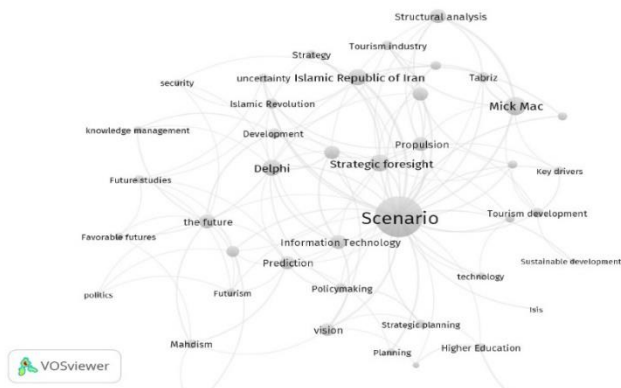 Structural analysis
Tourism industry
Strategy
security
uncertainty
Islamic Republic of Iran
Tabriz
Islamic Revolution
Mick Mac
knowledge management
Development
Propulsion
Delphi
Strategic foresight
Key drivers
Future studies
the future
Scenario
Tourism development
Favorable futures
Information Technology
Prediction
Sustainable development
technology
politics
Futurism
Policymaking
Isis
vision
Strategic planning
Mahdism
Planning
Higher Education
VOSviewer